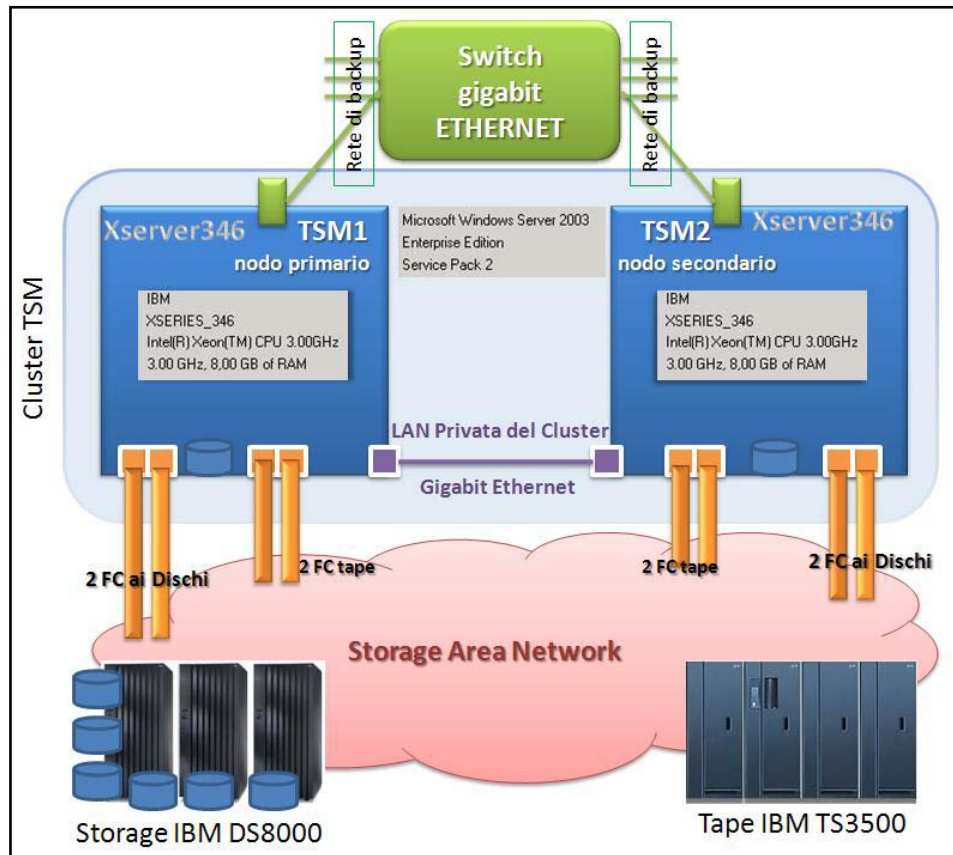 Switch
gigabit
ETHERNET
Rete di backup
Rete di backup
Cluster TSM
Xserver346
TSM1
nodo primario
Microsoft Windows Server 2003
Enterprise Edition
Service Pack 2
TSM2
Xserver346
nodo secondario
IBM
XSERIES_346
Intel(R) Xeon(TM) CPU 3.00GHz
3.00 GHz, 8,00 GB of RAM
IBM
XSERIES_346
Intel(R) Xeon(TM) CPU 3.00GHz
3.00 GHz, 8,00 GB of RAM
LAN Privata del Cluster
Gigabit Ethernet
2 FC ai Dischi
2 FC tape
2 FC tape
2 FC ai Dischi
Storage Area Network
Storage IBM DS8000
Tape IBM TS3500